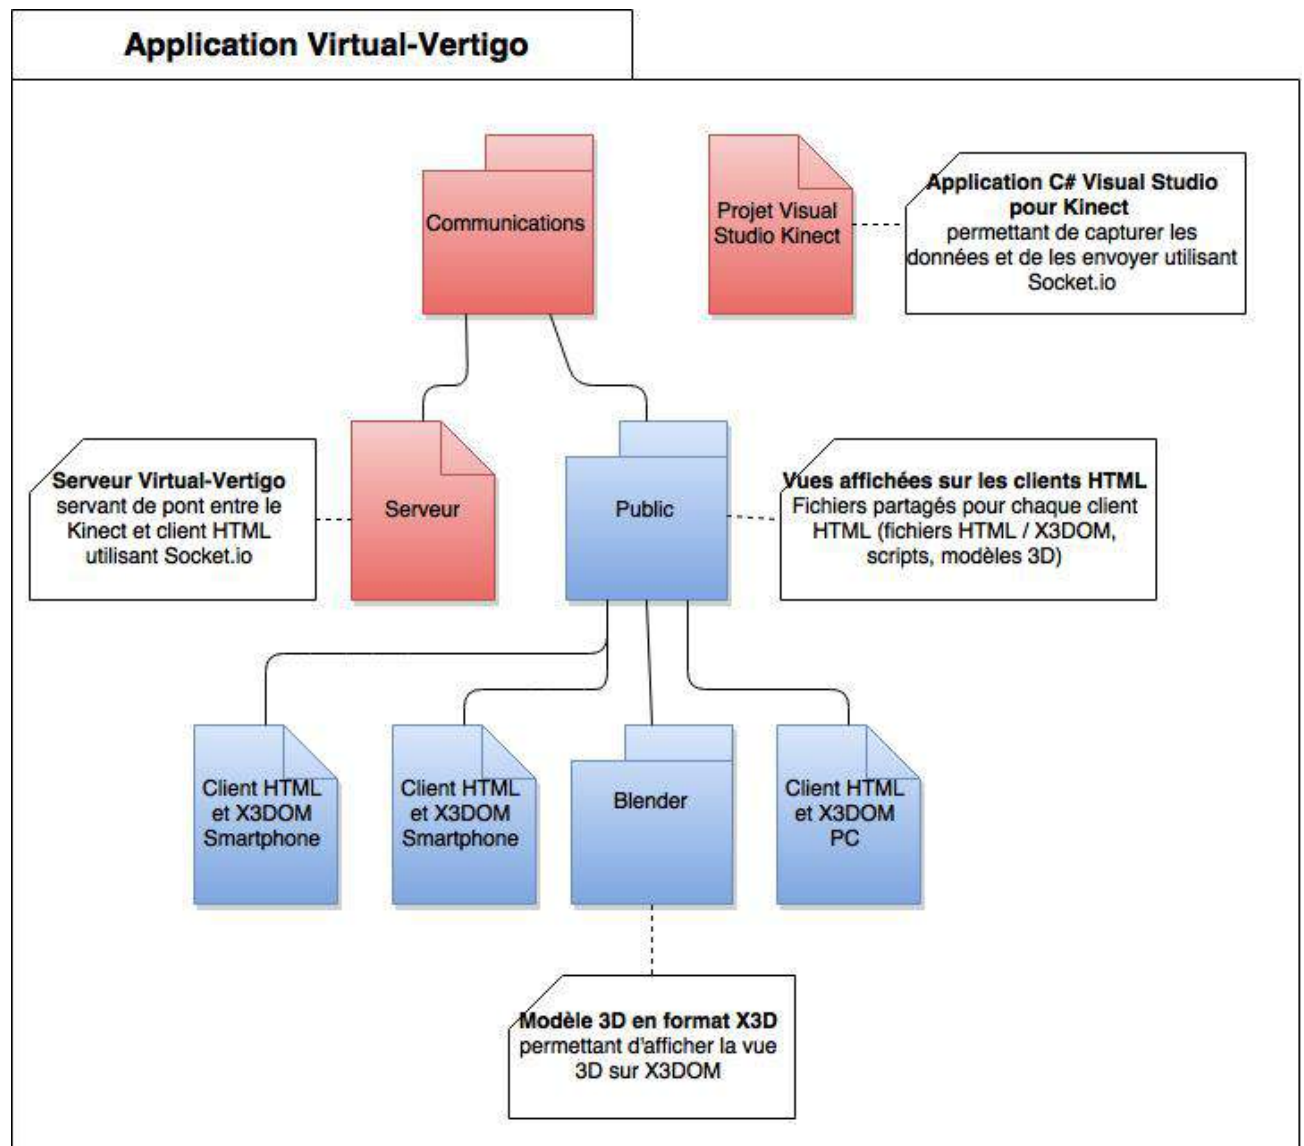 Application Virtual-Vertigo
Communications
Projet Visual
Studio Kinect
Application C# Visual Studio
pour Kinect
permettant de capturer les
données et de les envoyer utilisant
Socket.io
Serveur Virtual-Vertigo
servant de pont entre le
Kinect et client HTML
utilisant Socket.io
Serveur
Public
Vues affichées sur les clients HTML
Fichiers partagés pour chaque client
HTML (fichiers HTML / X3DOM,
scripts, modèles 3D)
Client HTML
et X3DOM
Smartphone
Client HTML
et X3DOM
Smartphone
Blender
Client HTML
et X3DOM
PC
Modèle 3D en format X3D
permettant d'afficher la vue
3D sur X3DOM